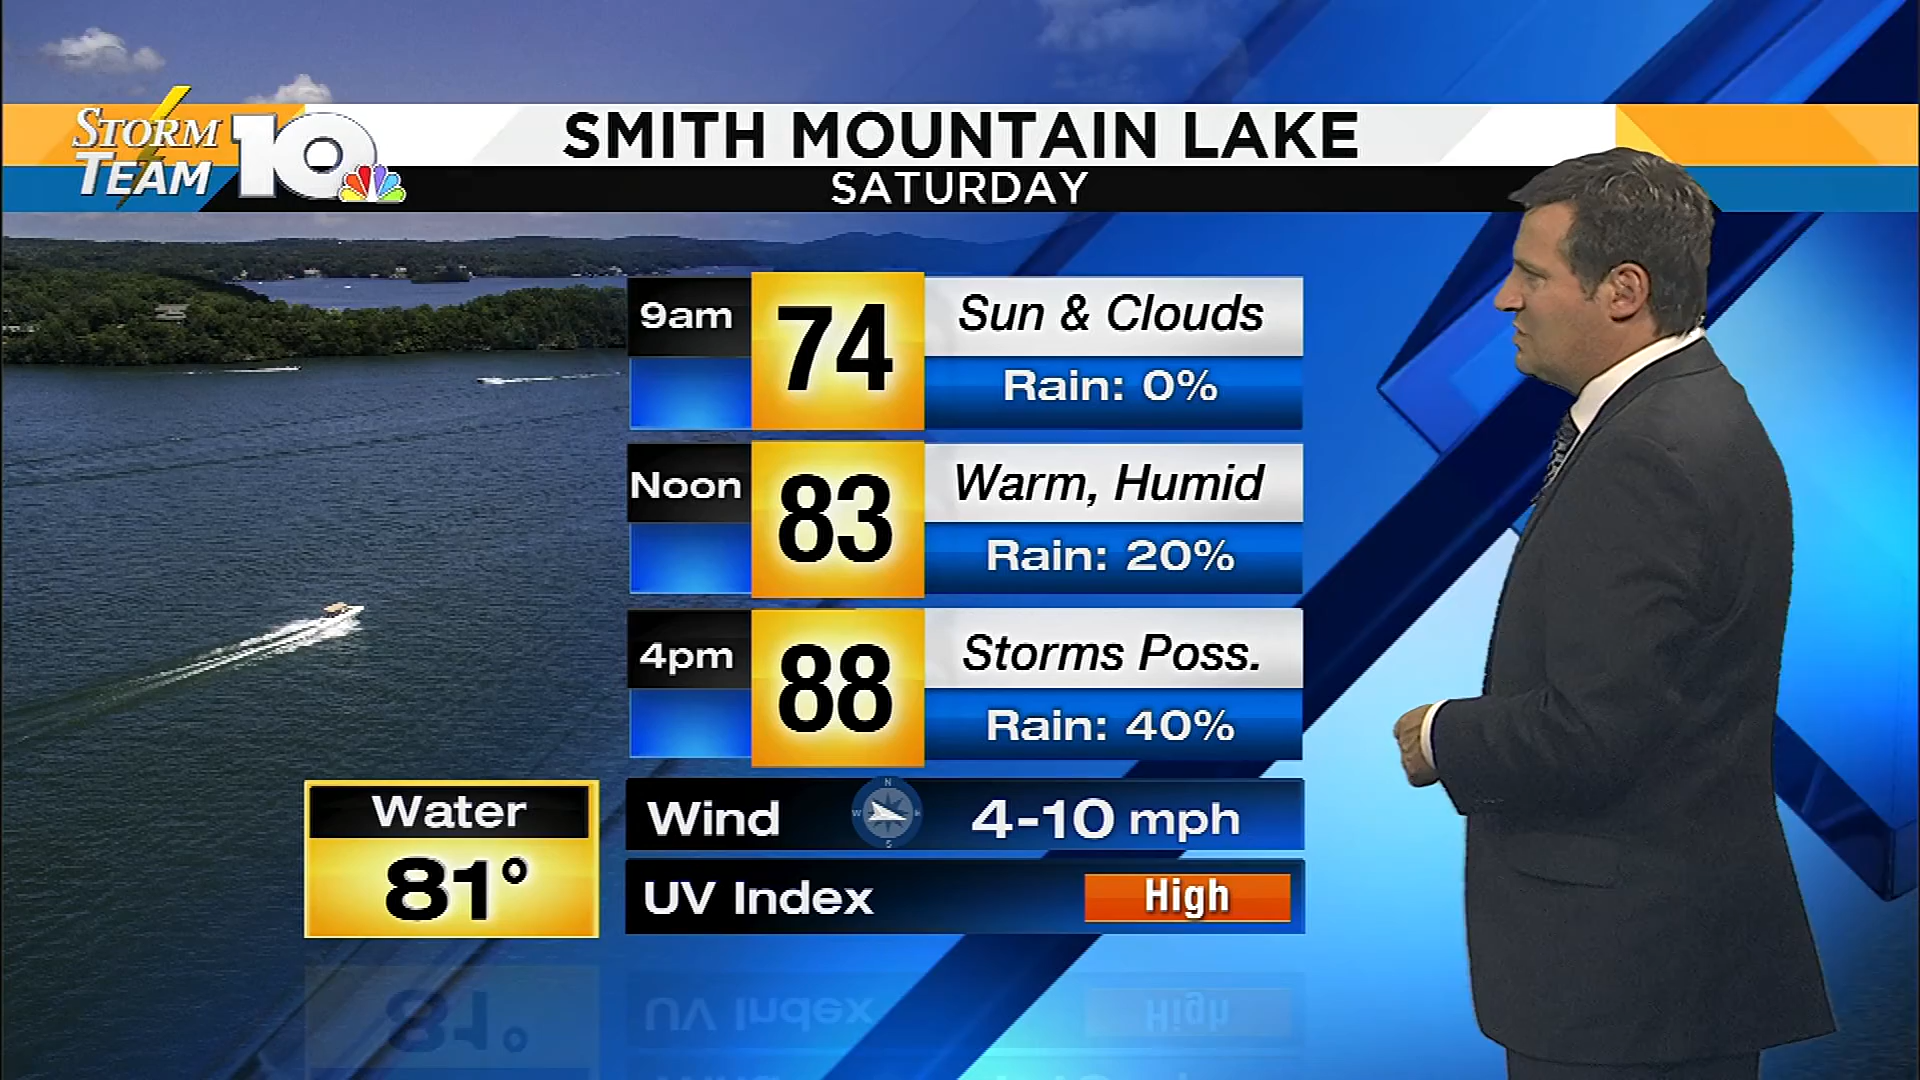 STORM
TEAM
10
SMITH MOUNTAIN LAKE
SATURDAY
9am 74 Sun & Clouds
Rain: 0%
Noon 83 Warm, Humid
Rain: 20%
4pm 88 Storms Poss.
Rain: 40%
Water
81°
Wind N W E S 4-10 mph
UV Index High